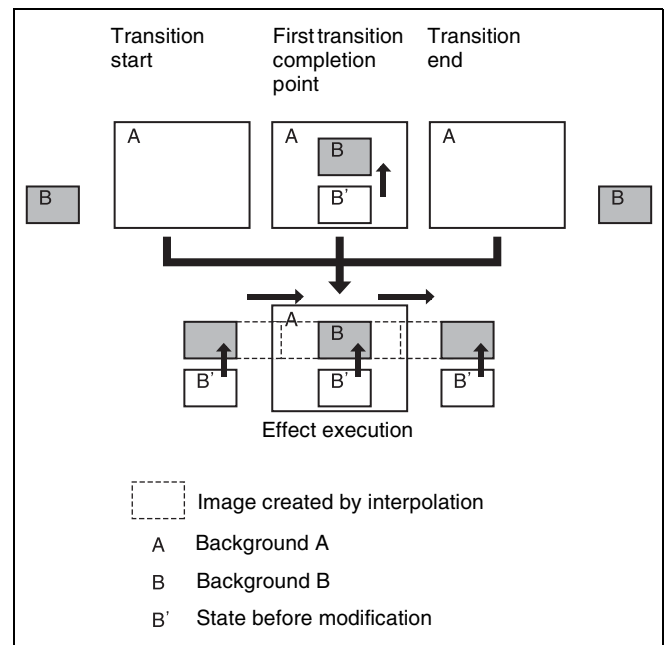 Transition start
First transition completion point
Transition end
A
A
A
B
B
B'
B
A
B
B'
B'
B'
Effect execution
Image created by interpolation
A Background A
B Background B
B' State before modification